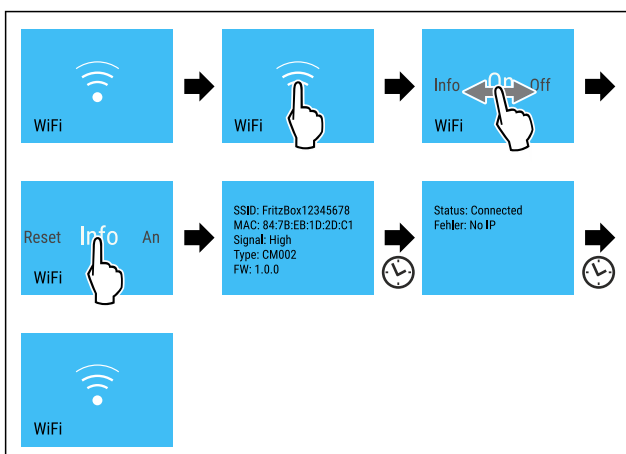 WiFi
WiFi
Info On Off
WiFi
Reset Info An
WiFi
SSID: FritzBox12345678
MAC: 84:7B:EB:1D:2D:C1
Signal: High
Type: CM002
FW: 1.0.0
Status: Connected
Fehler: No IP
WiFi